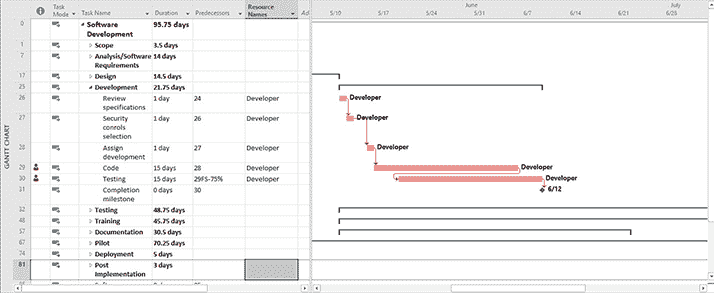 June July
Task Mode Task Name Duration Predecessors Resource Names Ad
5/10 5/17 5/24 5/31 6/7 6/14 6/21 6/28
GANTT CHART
0 Software Development 95.75 days
1 Scope 3.5 days
7 Analysis/Software Requirements 14 days
17 Design 14.5 days
25 Development 21.75 days
26 Review specifications 1 day 24 Developer Developer
27 Security conrols selection 1 day 26 Developer Developer
28 Assign development 1 day 27 Developer Developer
29 Code 15 days 28 Developer Developer
30 Testing 15 days 29FS-75% Developer Developer
31 Completion milestone 0 days 30 6/12
32 Testing 48.75 days
48 Training 45.75 days
57 Documentation 30.5 days
67 Pilot 70.25 days
74 Deployment 5 days
81 Post Implementation 3 days